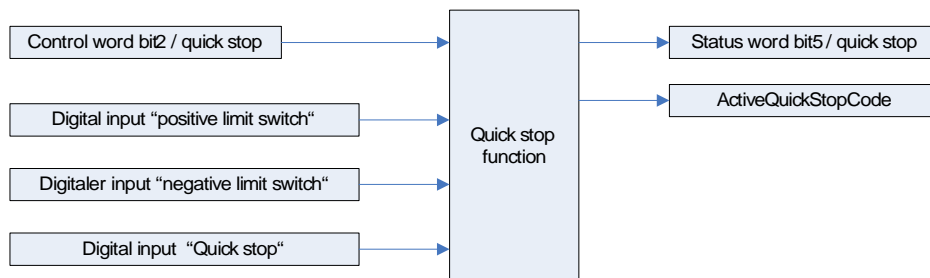 Control word bit2 / quick stop
Digital input “positive limit switch“
Digitaler input “negative limit switch“
Digital input “Quick stop“
Quick stop
function
Status word bit5 / quick stop
ActiveQuickStopCode